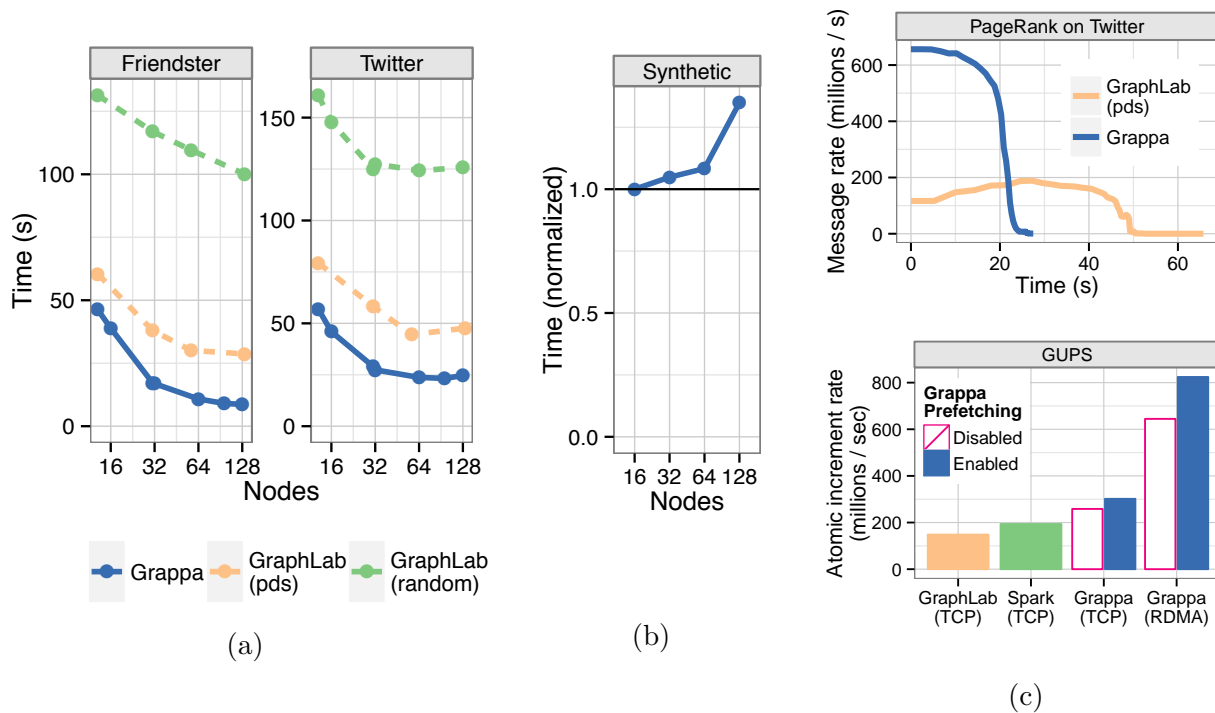 Friendster
Twitter
Time (s)
100
50
0
150
100
50
0
16 32 64 128
16 32 64 128
Nodes
Grappa
GraphLab
(pds)
GraphLab
(random)
(a)
Synthetic
Time (normalized)
1.0
0.5
0.0
16 32 64 128
Nodes
(b)
PageRank on Twitter
Message rate (millions / s)
600
400
200
0
GraphLab
(pds)
Grappa
0 20 40 60
Time (s)
GUPS
Atomic increment rate
(millions / sec)
800
600
400
200
0
Grappa
Prefetching
Disabled
Enabled
GraphLab
(TCP)
Spark
(TCP)
Grappa
(TCP)
Grappa
(RDMA)
(c)